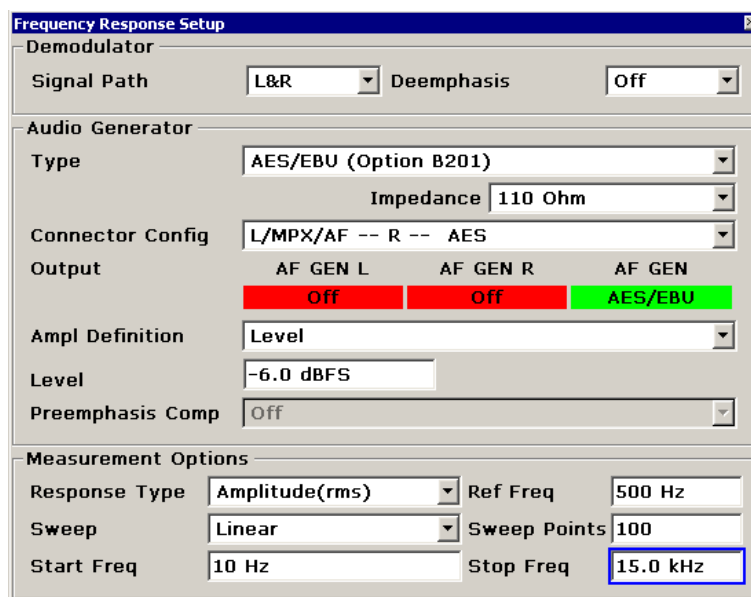 Frequency Response Setup
Demodulator
Signal Path L&R Deemphasis Off
Audio Generator
Type AES/EBU (Option B201)
Impedance 110 Ohm
Connector Config L/MPX/AF -- R -- AES
Output AF GEN L AF GEN R AF GEN
Off Off AES/EBU
Ampl Definition Level
Level -6.0 dBFS
Preemphasis Comp Off
Measurement Options
Response Type Amplitude(rms) Ref Freq 500 Hz
Sweep Linear Sweep Points 100
Start Freq 10 Hz Stop Freq 15.0 kHz